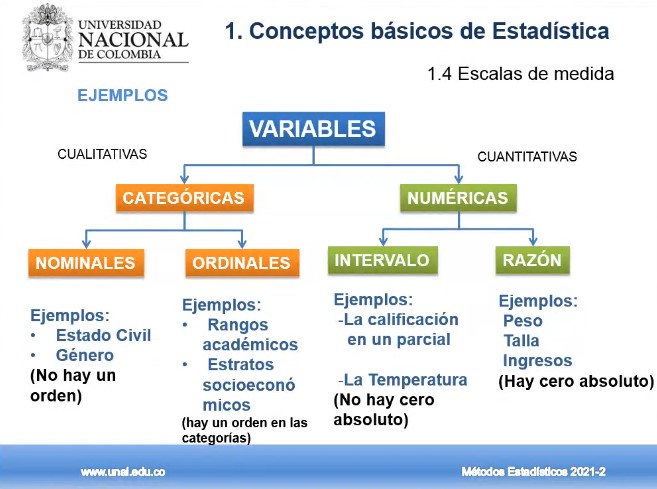 UNIVERSIDAD
NACIONAL
DE COLOMBIA
1. Conceptos básicos de Estadística
1.4 Escalas de medida
EJEMPLOS
VARIABLES
CUALITATIVAS
CUANTITATIVAS
CATEGÓRICAS
NUMÉRICAS
NOMINALES
ORDINALES
INTERVALO
RAZÓN
Ejemplos:
• Estado Civil
• Género
(No hay un
orden)
Ejemplos:
• Rangos
académicos
• Estratos
socioeconó
micos
(hay un orden en las
categorías)
Ejemplos:
-La calificación
en un parcial
-La Temperatura
(No hay cero
absoluto)
Ejemplos:
Peso
Talla
Ingresos
(Hay cero absoluto)
www.unal.edu.co
Métodos Estadísticos 2021-2